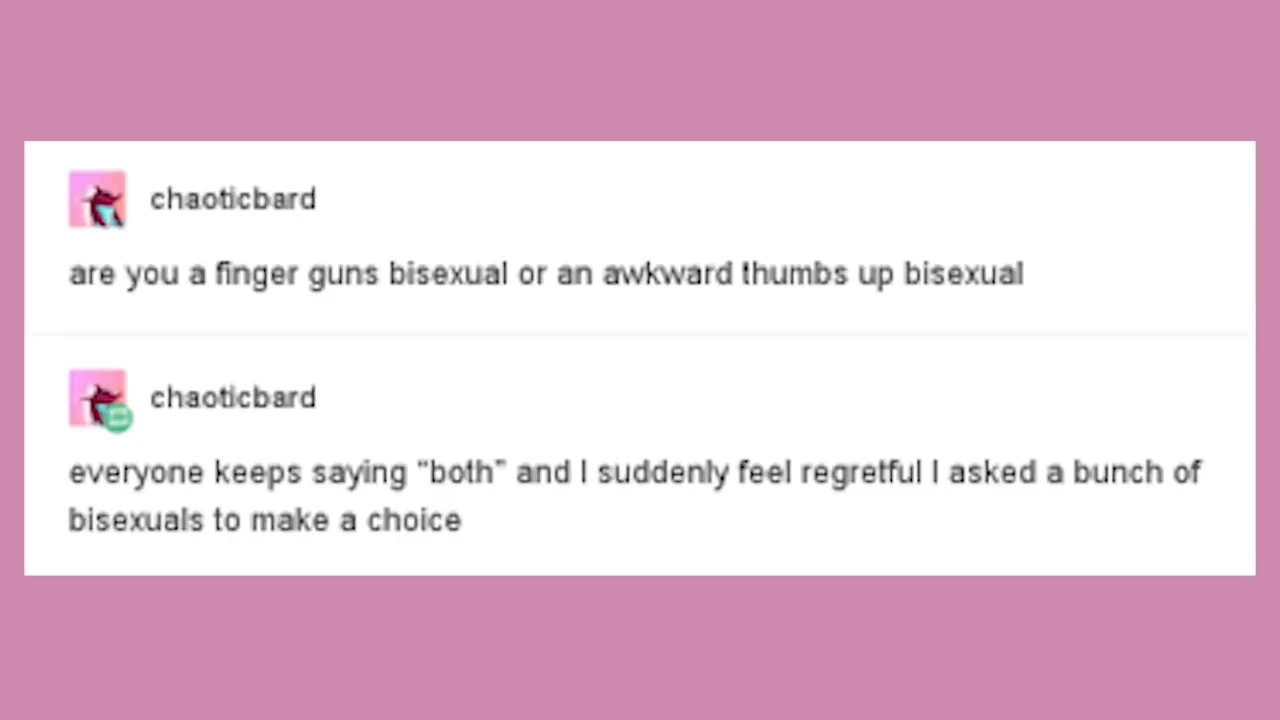 chaoticbard
are you a finger guns bisexual or an awkward thumbs up bisexual
chaoticbard
everyone keeps saying "both" and I suddenly feel regretful I asked a bunch of
bisexuals to make a choice